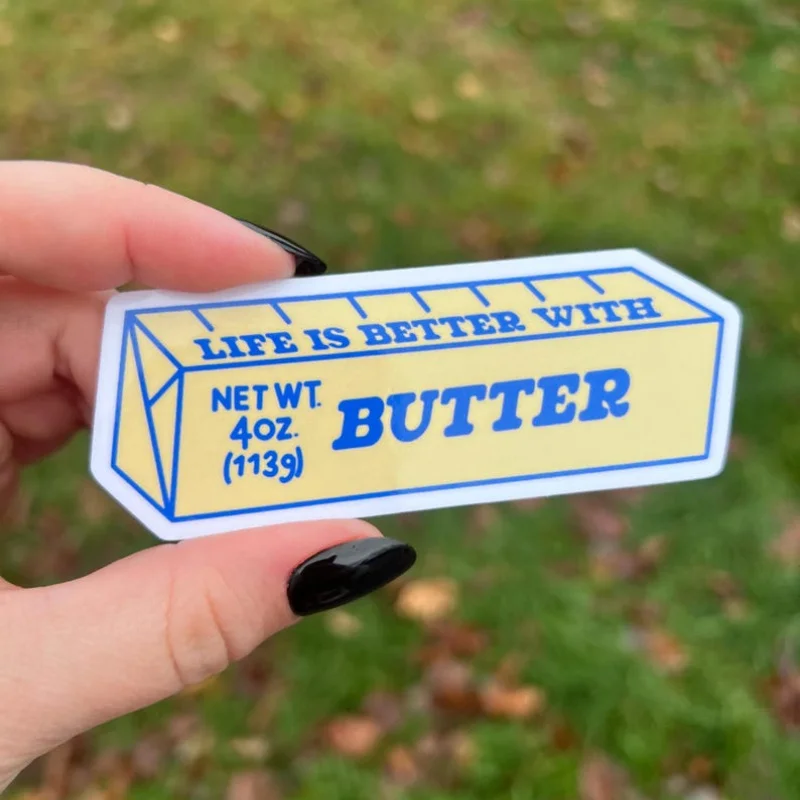 LIFE IS BETTER WITH
NET WT.
4OZ.
(113g)
BUTTER